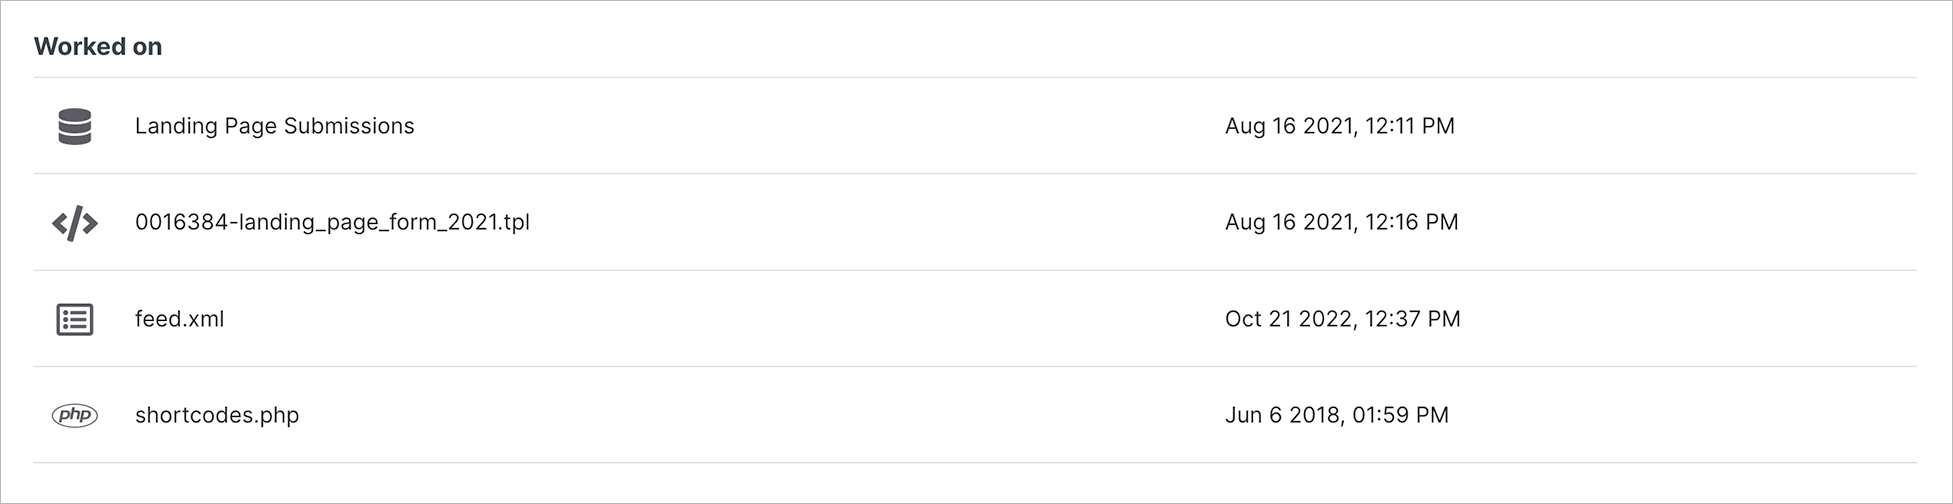 Worked on
Landing Page Submissions Aug 16 2021, 12:11 PM
0016384-landing_page_form_2021.tpl Aug 16 2021, 12:16 PM
feed.xml Oct 21 2022, 12:37 PM
php shortcodes.php Jun 6 2018, 01:59 PM